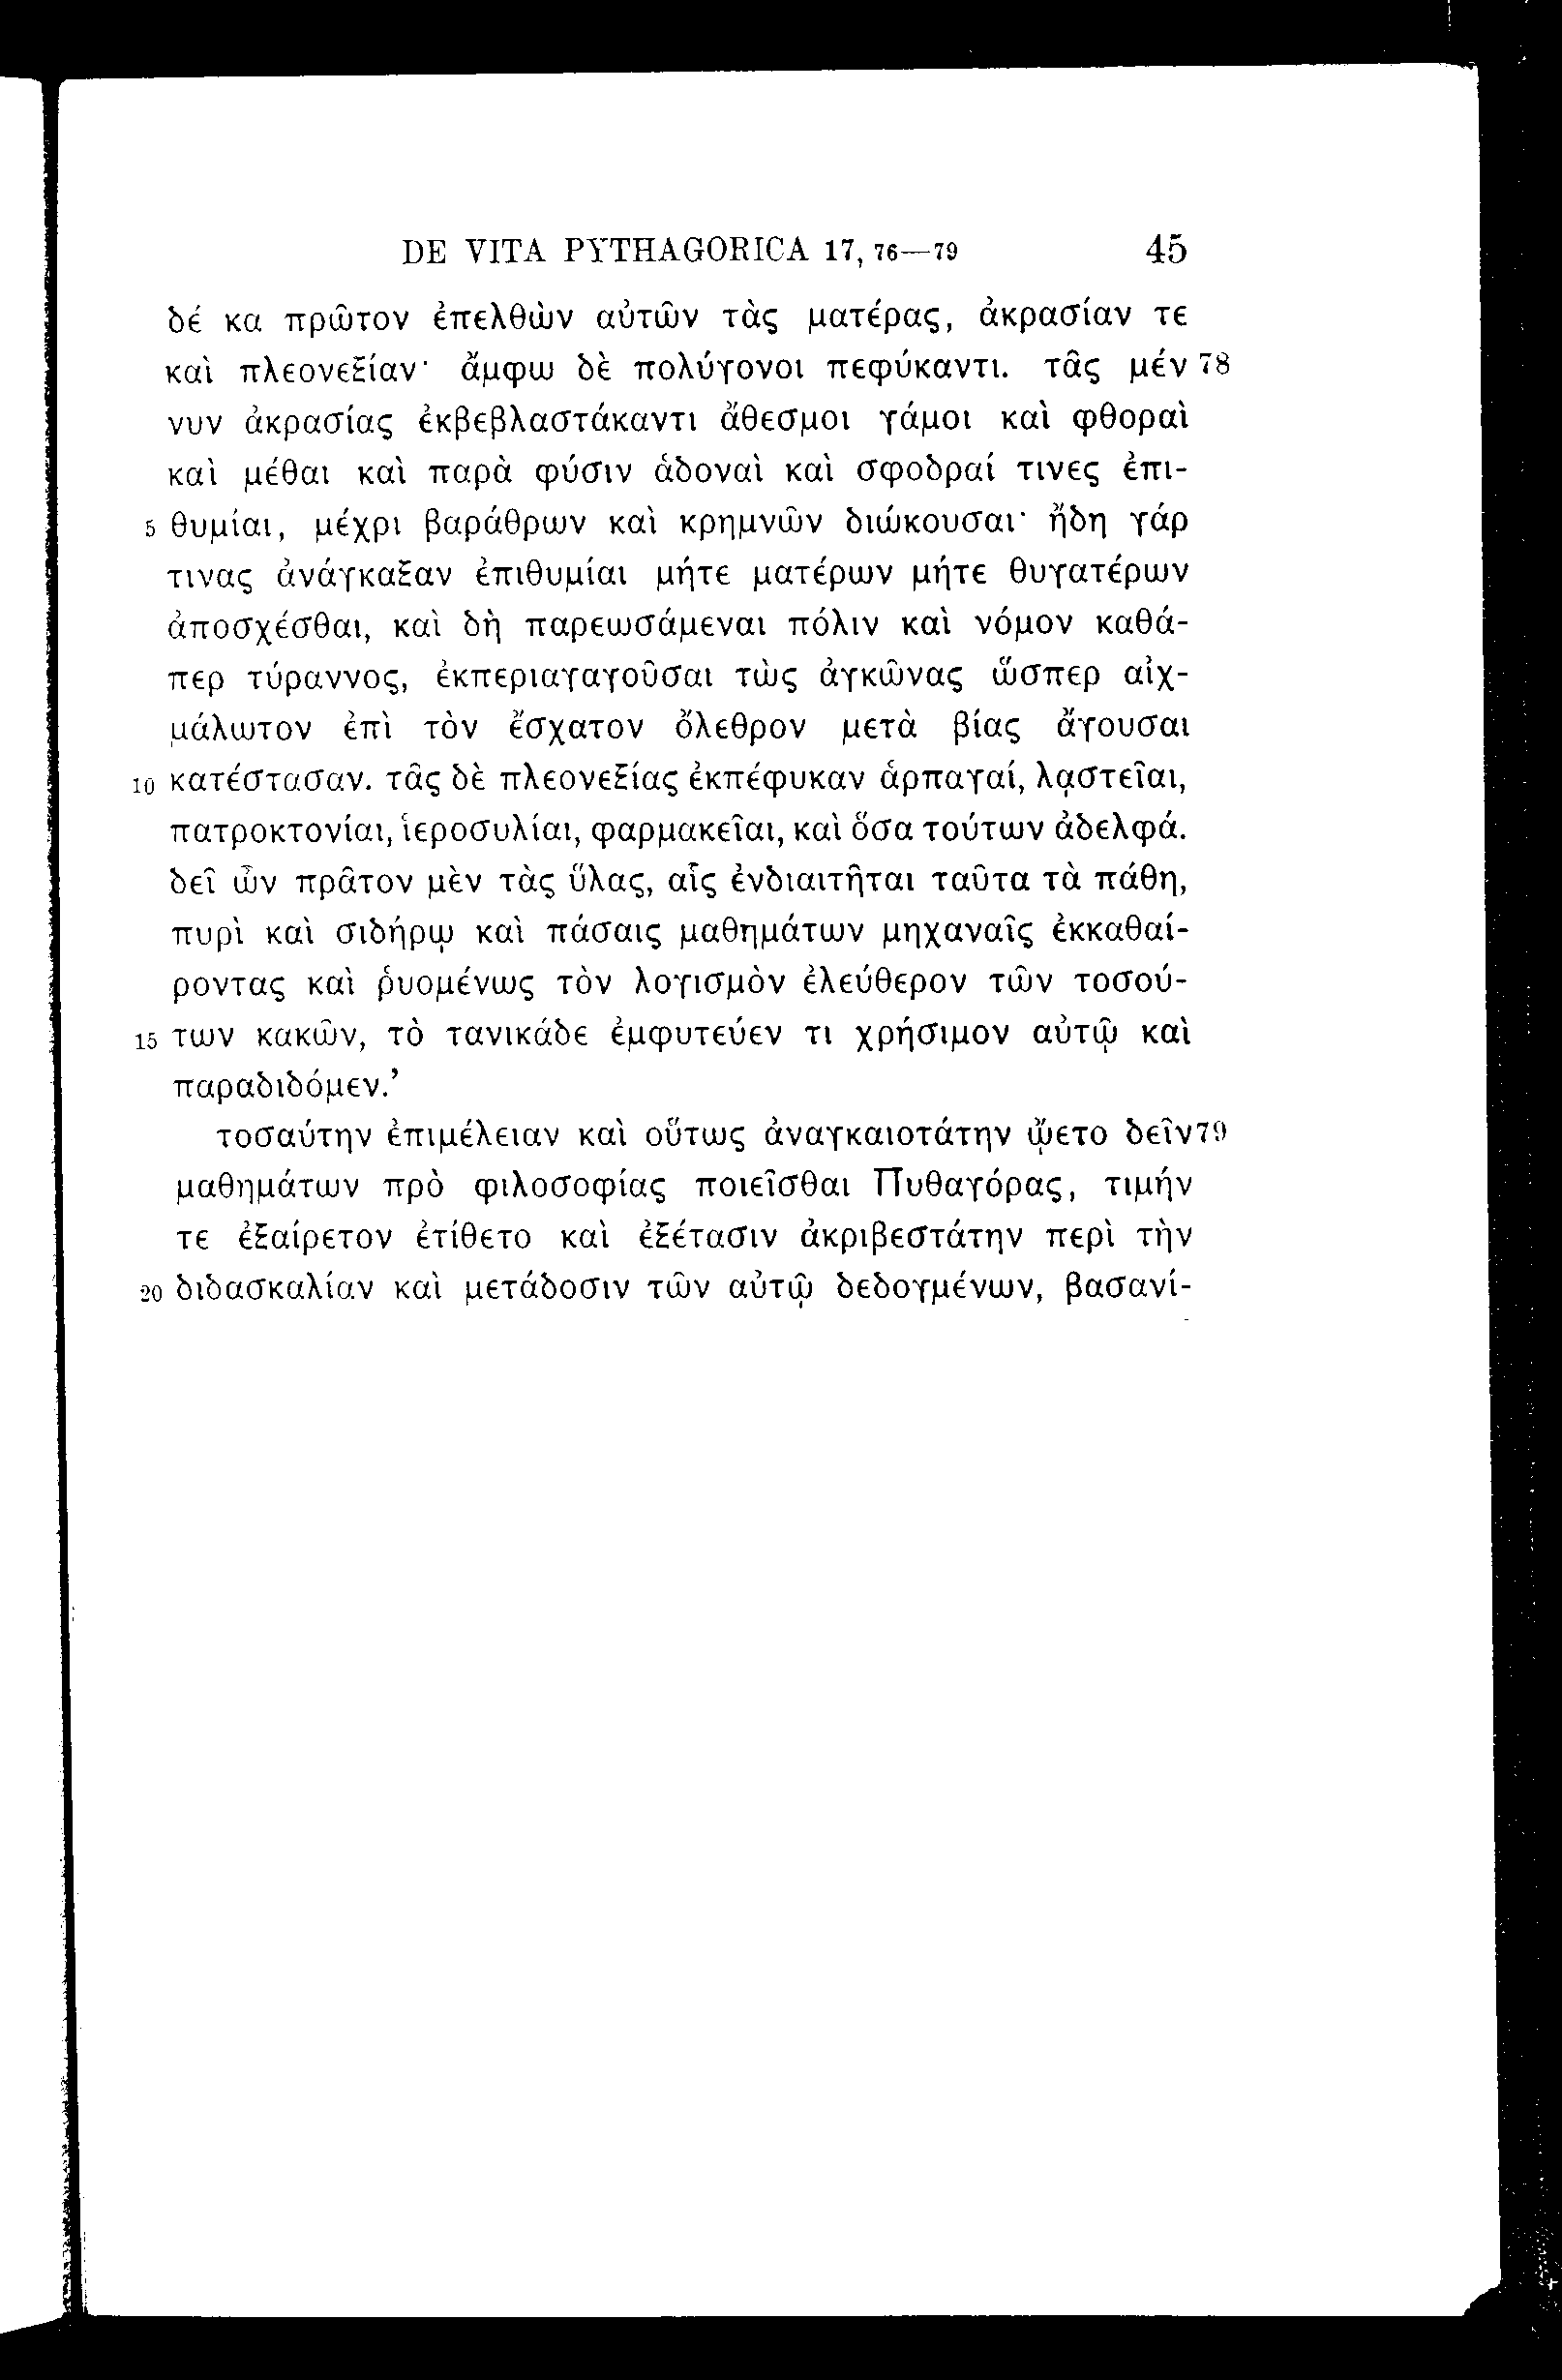 DE VITA PYTHAGORICA 17, 76—79 45
δέ κα πρῶτον ἐπελθὼν αὐτῶν τὰς ματέρας, ἀκρασίαν τε
καὶ πλεονεξίαν· ἄμφω δὲ πολύγονοι πεφύκαντι. τᾶς μέν 78
νυν ἀκρασίας ἐκβεβλαστάκαντι ἄθεσμοι γάμοι καὶ φθοραὶ
καὶ μέθαι καὶ παρὰ φύσιν ἁδοναὶ καὶ σφοδραί τινες ἐπι-
5 θυμίαι, μέχρι βαράθρων καὶ κρημνῶν διώκουσαι· ἤδη γάρ
τινας ἀνάγκαξαν ἐπιθυμίαι μήτε ματέρων μήτε θυγατέρων
ἀποσχέσθαι, καὶ δὴ παρεωσάμεναι πόλιν καὶ νόμον καθά-
περ τύραννος, ἐκπεριαγαγοῦσαι τὼς ἀγκῶνας ὥσπερ αἰχ-
μάλωτον ἐπὶ τὸν ἔσχατον ὄλεθρον μετὰ βίας ἄγουσαι
10 κατέστασαν. τᾶς δὲ πλεονεξίας ἐκπέφυκαν ἁρπαγαί, λᾳστεῖαι,
πατροκτονίαι, ἱεροσυλίαι, φαρμακεῖαι, καὶ ὅσα τούτων ἀδελφά.
δεῖ ὦν πρᾶτον μὲν τὰς ὕλας, αἷς ἐνδιαιτῆται ταῦτα τὰ πάθη,
πυρὶ καὶ σιδήρῳ καὶ πάσαις μαθημάτων μηχαναῖς ἐκκαθαί-
ροντας καὶ ῥυομένως τὸν λογισμὸν ἐλεύθερον τῶν τοσού-
15 των κακῶν, τὸ τανικάδε ἐμφυτεύεν τι χρήσιμον αὐτῷ καὶ
παραδιδόμεν.’
τοσαύτην ἐπιμέλειαν καὶ οὕτως ἀναγκαιοτάτην ᾤετο δεῖν 79
μαθημάτων πρὸ φιλοσοφίας ποιεῖσθαι Πυθαγόρας, τιμήν
τε ἐξαίρετον ἐτίθετο καὶ ἐξέτασιν ἀκριβεστάτην περὶ τὴν
20 διδασκαλίαν καὶ μετάδοσιν τῶν αὐτῷ δεδογμένων, βασανί-